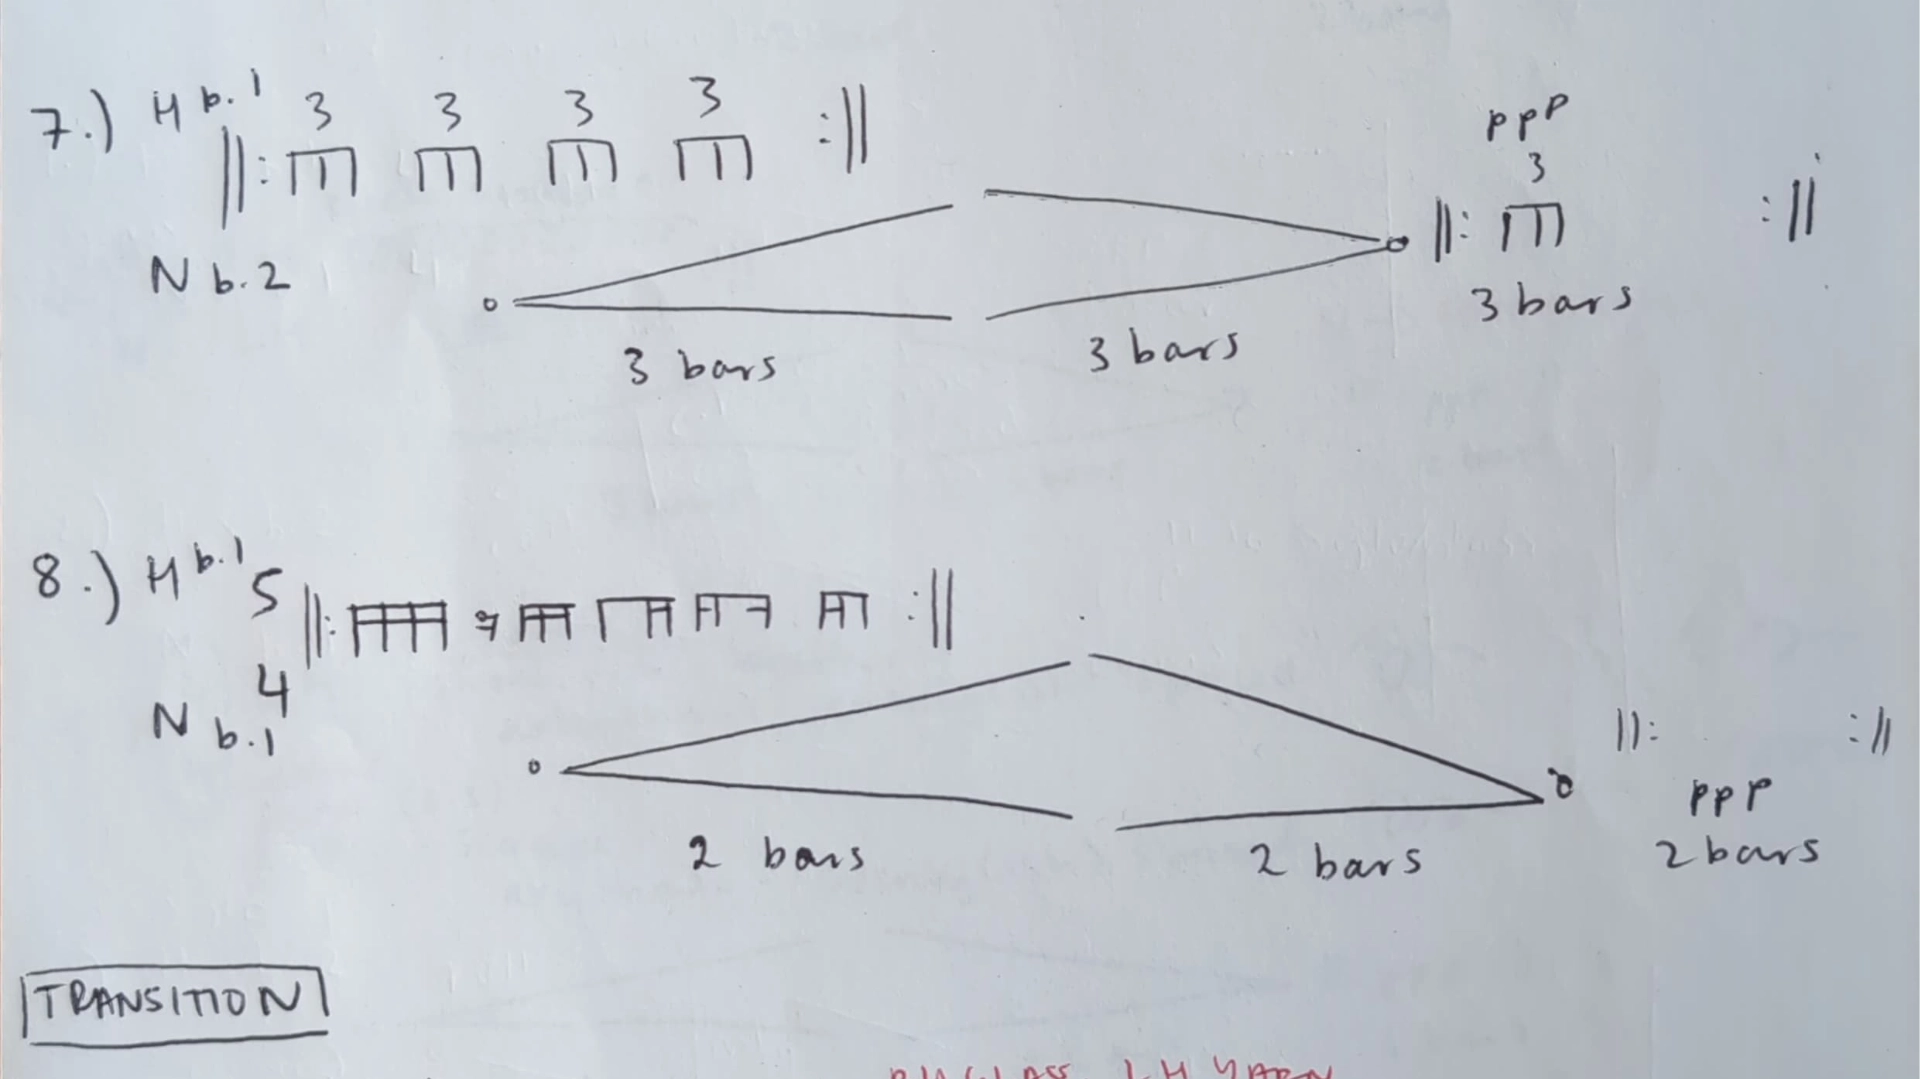 7.) H b.1 3 3 3 3
ppp
3
N b.2
3 bars 3 bars 3 bars
8.) H b.1 5
4
N b.1
ppp
2 bars 2 bars 2 bars
TRANSITION